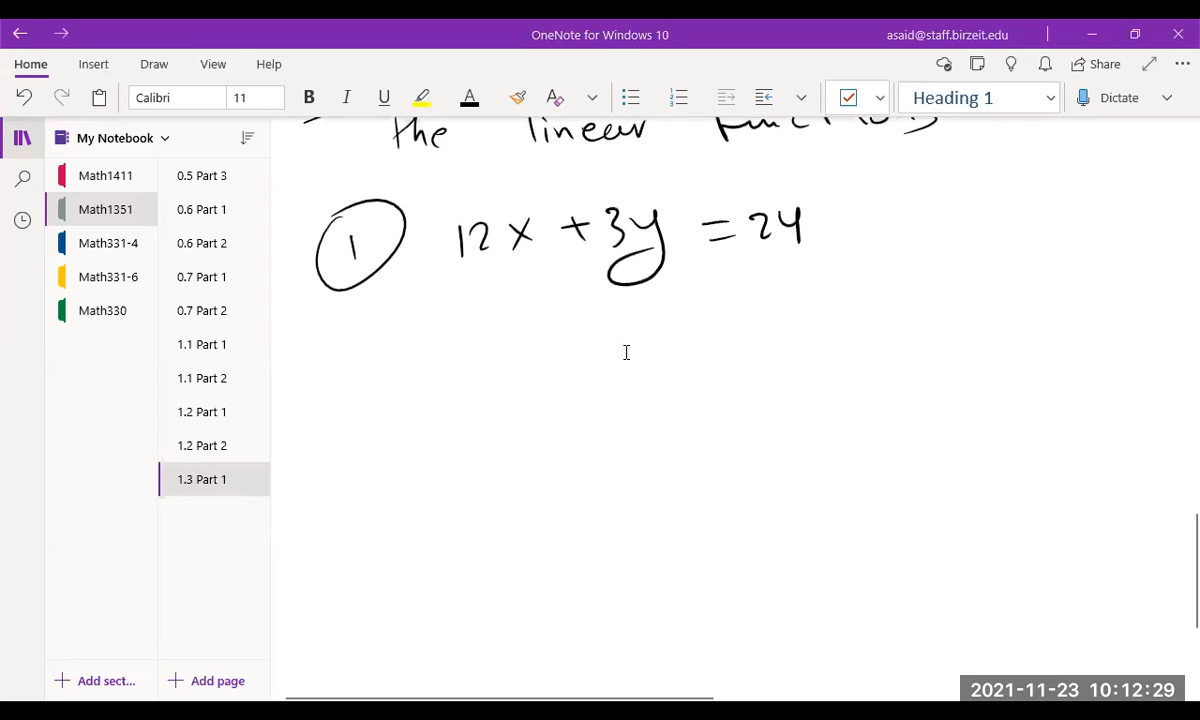 OneNote for Windows 10
asaid@staff.birzeit.edu
Home Insert Draw View Help
Share
Calibri 11 B I U A Heading 1 Dictate
My Notebook
Math1411
Math1351
Math331-4
Math331-6
Math330
0.5 Part 3
0.6 Part 1
0.6 Part 2
0.7 Part 1
0.7 Part 2
1.1 Part 1
1.1 Part 2
1.2 Part 1
1.2 Part 2
1.3 Part 1
the linear functions
1 12x + 3y = 24
+ Add sect...
+ Add page
2021-11-23 10:12:29